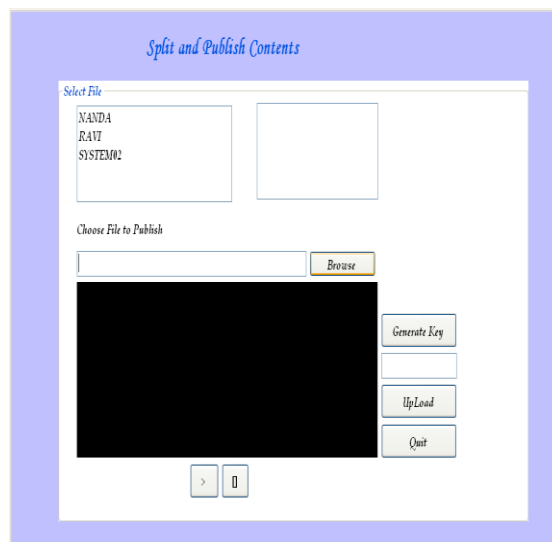 Split and Publish Contents
Select File
NANDA
RAVI
SYSTEM02
Choose File to Publish
Browse
Generate Key
UpLoad
Quit
>
[]